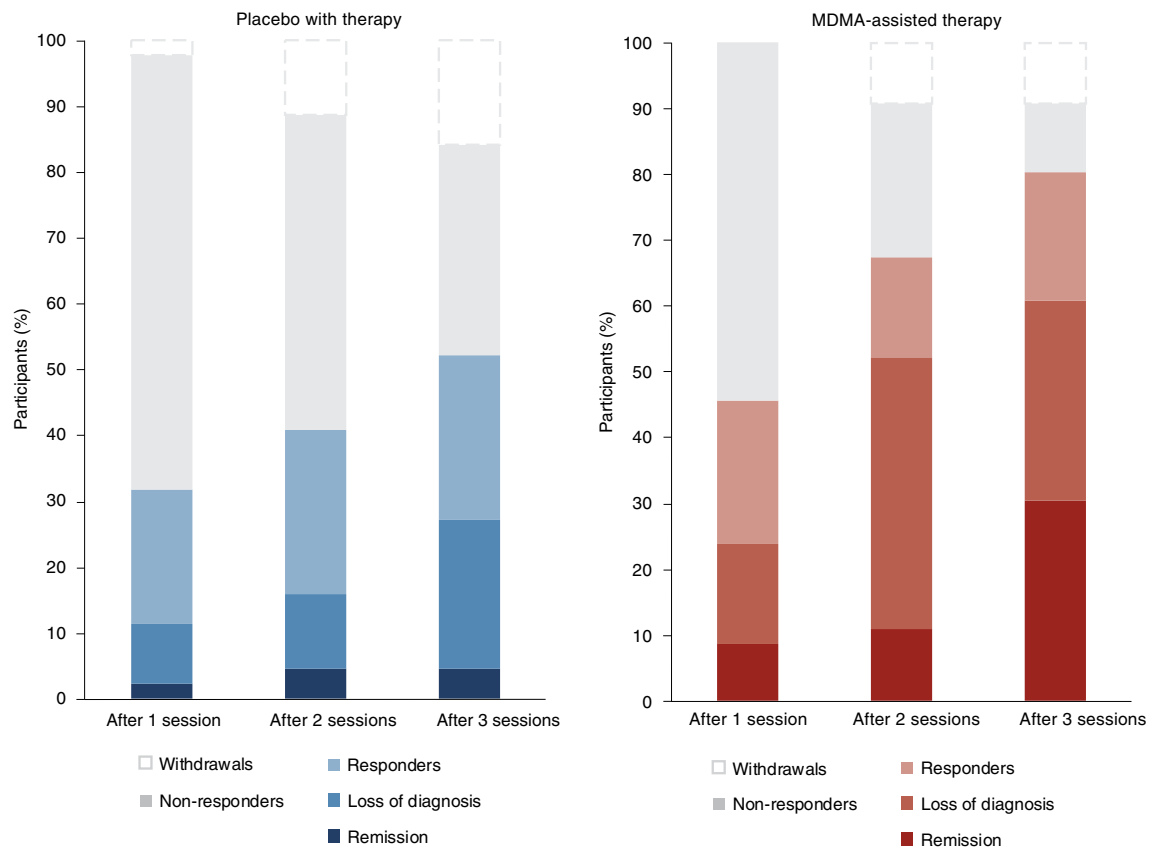 Placebo with therapy
100
90
80
70
60
50
40
30
20
10
0
Participants (%)
After 1 session
After 2 sessions
After 3 sessions
Withdrawals
Non-responders
Responders
Loss of diagnosis
Remission
MDMA-assisted therapy
100
90
80
70
60
50
40
30
20
10
0
Participants (%)
After 1 session
After 2 sessions
After 3 sessions
Withdrawals
Non-responders
Responders
Loss of diagnosis
Remission